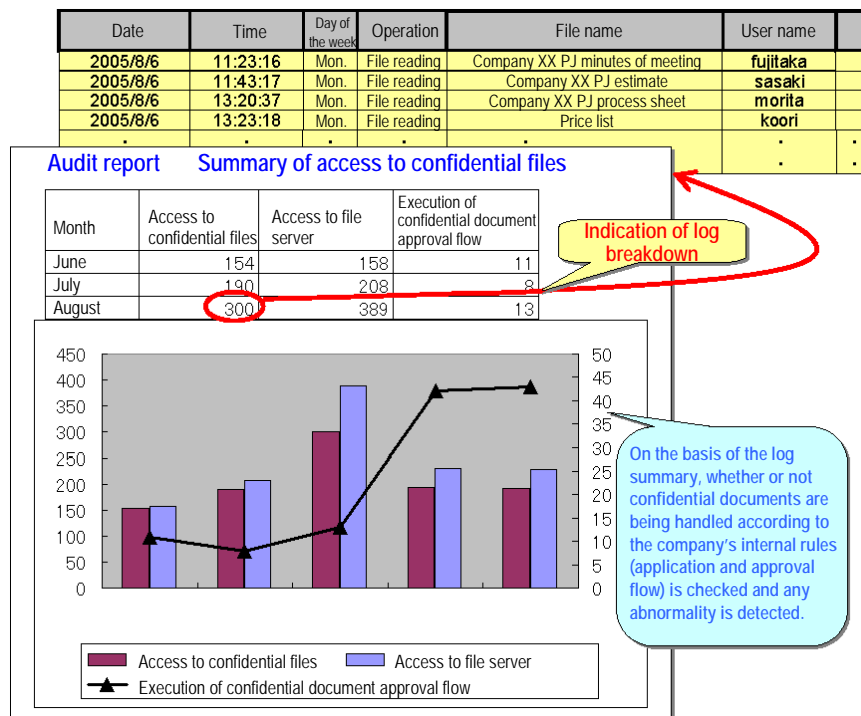 Date Time Day of the week Operation File name User name
2005/8/6 11:23:16 Mon. File reading Company XX PJ minutes of meeting fujitaka
2005/8/6 11:43:17 Mon. File reading Company XX PJ estimate sasaki
2005/8/6 13:20:37 Mon. File reading Company XX PJ process sheet morita
2005/8/6 13:23:18 Mon. File reading Price list koori
Audit report Summary of access to confidential files
Month Access to confidential files Access to file server Execution of confidential document approval flow
June 154 158 11
July 190 208 8
August 300 389 13
Indication of log
breakdown
450
400
350
300
250
200
150
100
50
0
50
45
40
35
30
25
20
15
10
5
0
On the basis of the log
summary, whether or not
confidential documents are
being handled according to
the company's internal rules
(application and approval
flow) is checked and any
abnormality is detected.
Access to confidential files Access to file server
Execution of confidential document approval flow